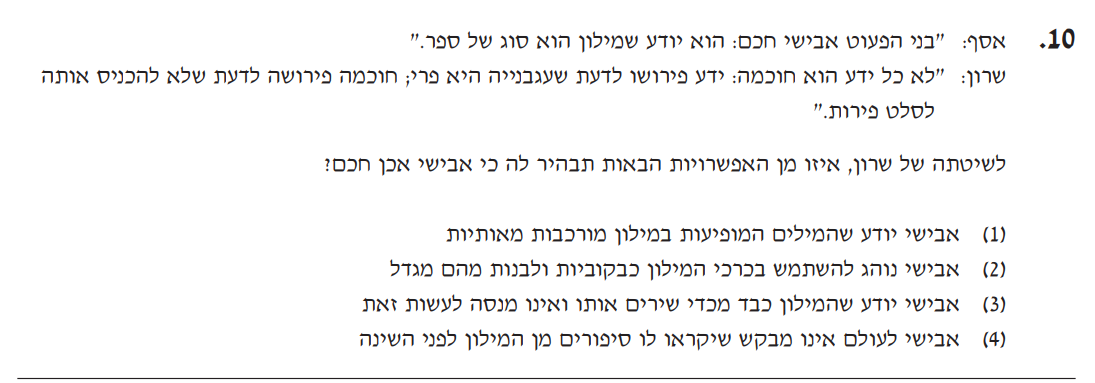 10. אסף: "בני הפעוט אבישי חכם: הוא יודע שמילון הוא סוג של ספר."
שרון: "לא כל ידע הוא חוכמה: ידע פירושו לדעת שעגבנייה היא פרי; חוכמה פירושה לדעת שלא להכניס אותה
לסלט פירות."
לשיטתה של שרון, איזו מן האפשרויות הבאות תבהיר לה כי אבישי אכן חכם?
(1) אבישי יודע שהמילים המופיעות במילון מורכבות מאותיות
(2) אבישי נוהג להשתמש בכרכי המילון כבקוביות ולבנות מהם מגדל
(3) אבישי יודע שהמילון כבד מכדי שירים אותו ואינו מנסה לעשות זאת
(4) אבישי לעולם אינו מבקש שיקראו לו סיפורים מן המילון לפני השינה